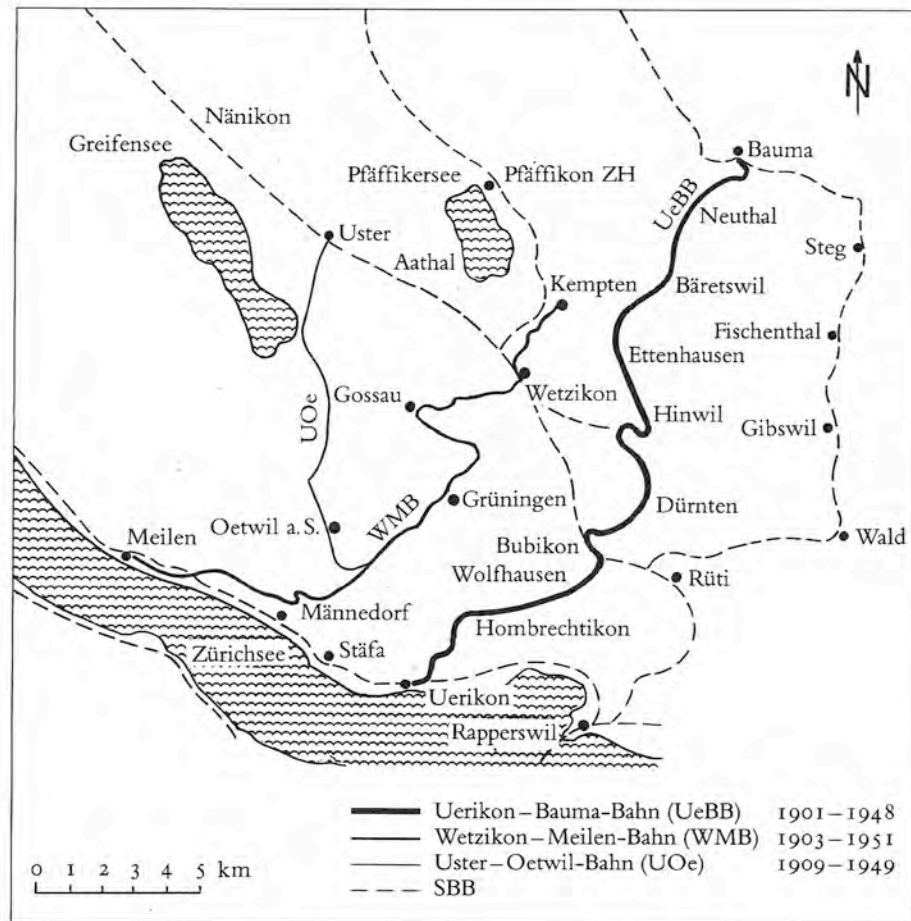 N
Nänikon
Greifensee
Bauma
Pfäffikersee
Pfäffikon ZH
UeBB
Neuthal
Uster
Steg
Aathal
Kempten
Bäretswil
Fischenthal
Ettenhausen
Wetzikon
Gossau
UOe
Hinwil
Gibswil
Grüningen
Dürnten
WMB
Oetwil a. S.
Meilen
Bubikon
Wald
Wolfhausen
Rüti
Männedorf
Hombrechtikon
Zürichsee
Stäfa
Uerikon
Rapperswil
Uerikon–Bauma-Bahn (UeBB) 1901–1948
Wetzikon–Meilen-Bahn (WMB) 1903–1951
Uster–Oetwil-Bahn (UOe) 1909–1949
SBB
0 1 2 3 4 5 km